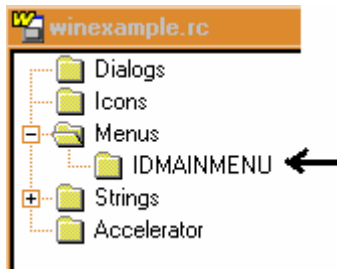 winexample.rc
Dialogs
Icons
Menus
IDMAINMENU
Strings
Accelerator